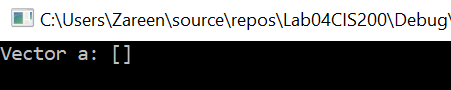 C:\Users\Zareen\source\repos\Lab04CIS200\Debug\
Vector a: []